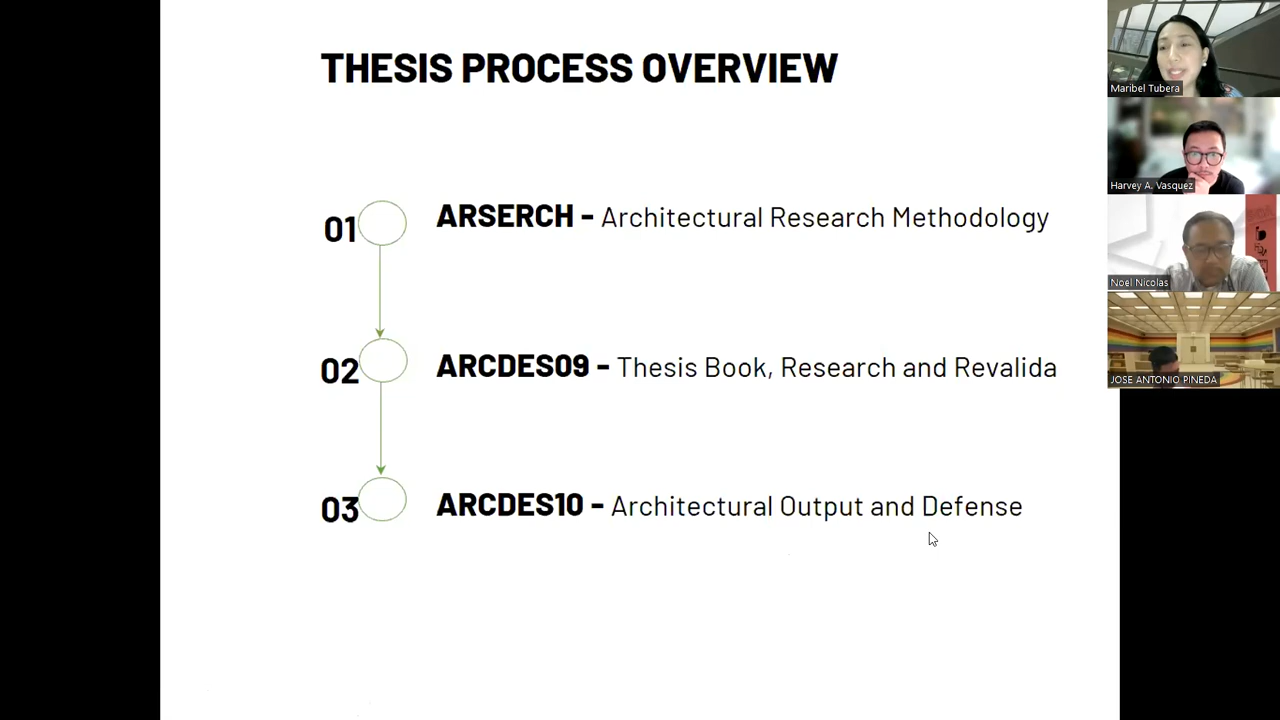 THESIS PROCESS OVERVIEW
01
ARSERCH - Architectural Research Methodology
02
ARCDES09 - Thesis Book, Research and Revalida
03
ARCDES10 - Architectural Output and Defense
Maribel Tubera
Harvey A. Vasquez
Noel Nicolas
JOSE ANTONIO PINEDA